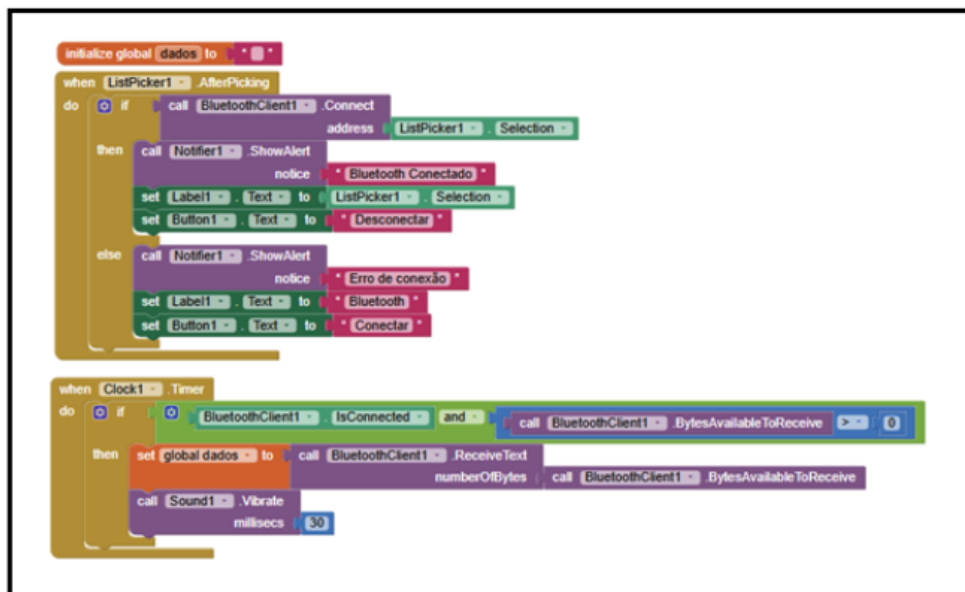 initialize global dados to " "
when ListPicker1 .AfterPicking
do if call BluetoothClient1 .Connect
address ListPicker1 . Selection
then call Notifier1 .ShowAlert
notice " Bluetooth Conectado "
set Label1 . Text to ListPicker1 . Selection
set Button1 . Text to " Desconectar "
else call Notifier1 .ShowAlert
notice " Erro de conexão "
set Label1 . Text to " Bluetooth "
set Button1 . Text to " Conectar "
when Clock1 .Timer
do if BluetoothClient1 . IsConnected and call BluetoothClient1 .BytesAvailableToReceive > 0
then set global dados to call BluetoothClient1 .ReceiveText
numberOfBytes call BluetoothClient1 .BytesAvailableToReceive
call Sound1 .Vibrate
millisecs 30